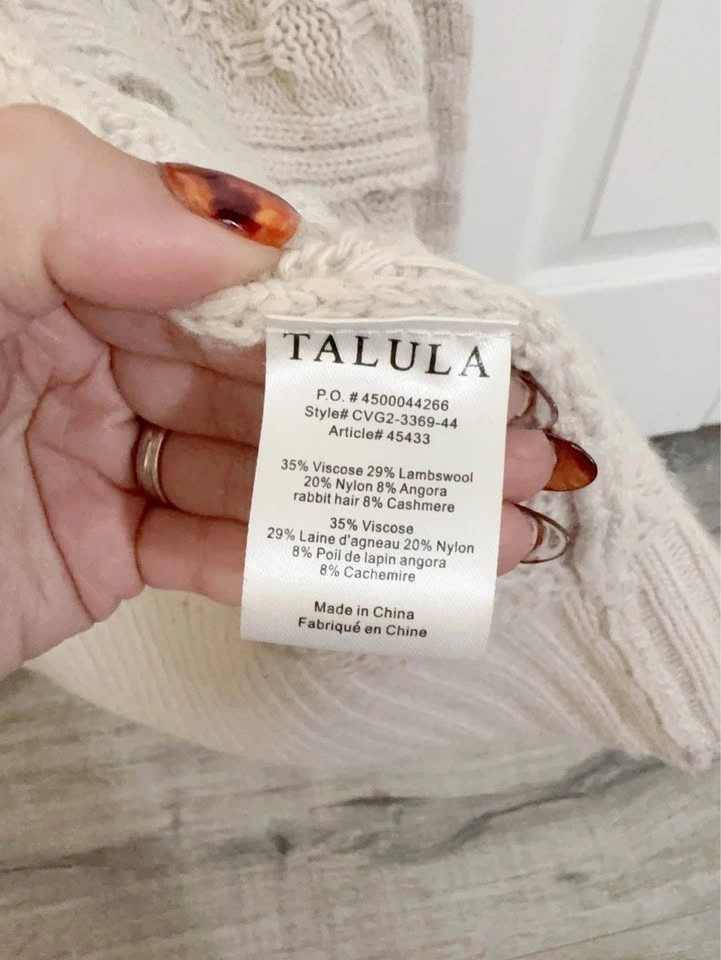 TALULA
P.O. # 4500044266
Style# CVG2-3369-44
Article# 45433
35% Viscose 29% Lambswool
20% Nylon 8% Angora
rabbit hair 8% Cashmere
35% Viscose
29% Laine d'agneau 20% Nylon
8% Poil de lapin angora
8% Cachemire
Made in China
Fabriqué en Chine